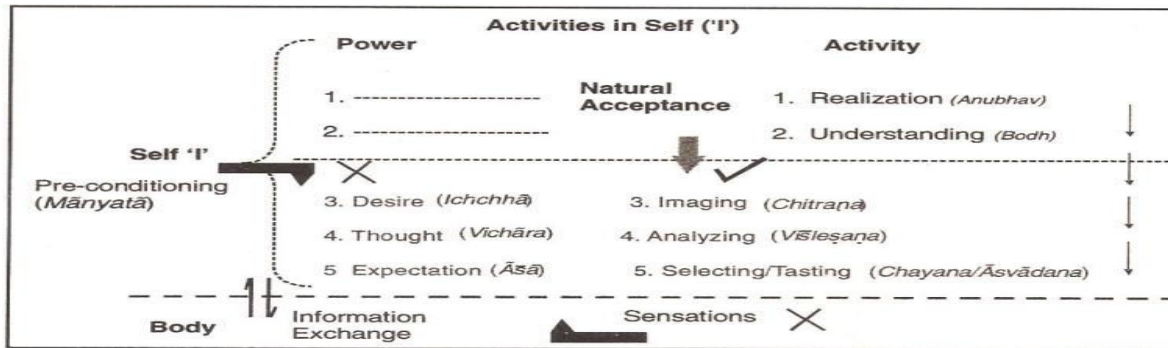 Activities in Self ('I')
Power
Activity
Natural
Acceptance
1. ----------------------
2. ----------------------
1. Realization (Anubhav)
2. Understanding (Bodh)
Self 'I'
Pre-conditioning
(Mānyatā)
3. Desire (Ichchhā)
3. Imaging (Chitraṇa)
4. Thought (Vichāra)
4. Analyzing (Viśleṣaṇa)
5 Expectation (Āśā)
5. Selecting/Tasting (Chayana/Āsvādana)
Body
Information
Exchange
Sensations